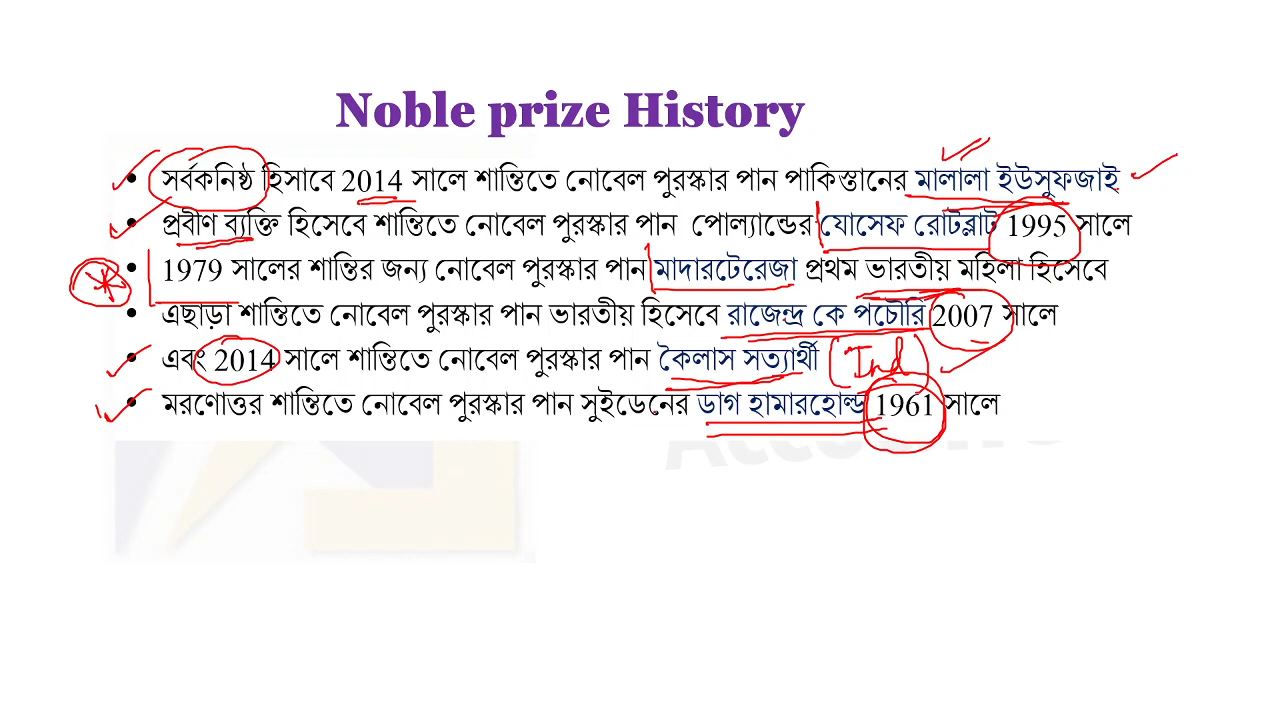 Noble prize History
• সর্বকনিষ্ঠ হিসাবে 2014 সালে শান্তিতে নোবেল পুরস্কার পান পাকিস্তানের মালালা ইউসুফজাই
• প্রবীণ ব্যক্তি হিসেবে শান্তিতে নোবেল পুরস্কার পান পোল্যান্ডের যোসেফ রোটব্লাট 1995 সালে
• 1979 সালের শান্তির জন্য নোবেল পুরস্কার পান মাদারটেরেজা প্রথম ভারতীয় মহিলা হিসেবে
• এছাড়া শান্তিতে নোবেল পুরস্কার পান ভারতীয় হিসেবে রাজেন্দ্র কে পচৌরি 2007 সালে
• এবং 2014 সালে শান্তিতে নোবেল পুরস্কার পান কৈলাস সত্যার্থী (Ind)
• মরণোত্তর শান্তিতে নোবেল পুরস্কার পান সুইডেনের ডাগ হামারহোল্ড 1961 সালে